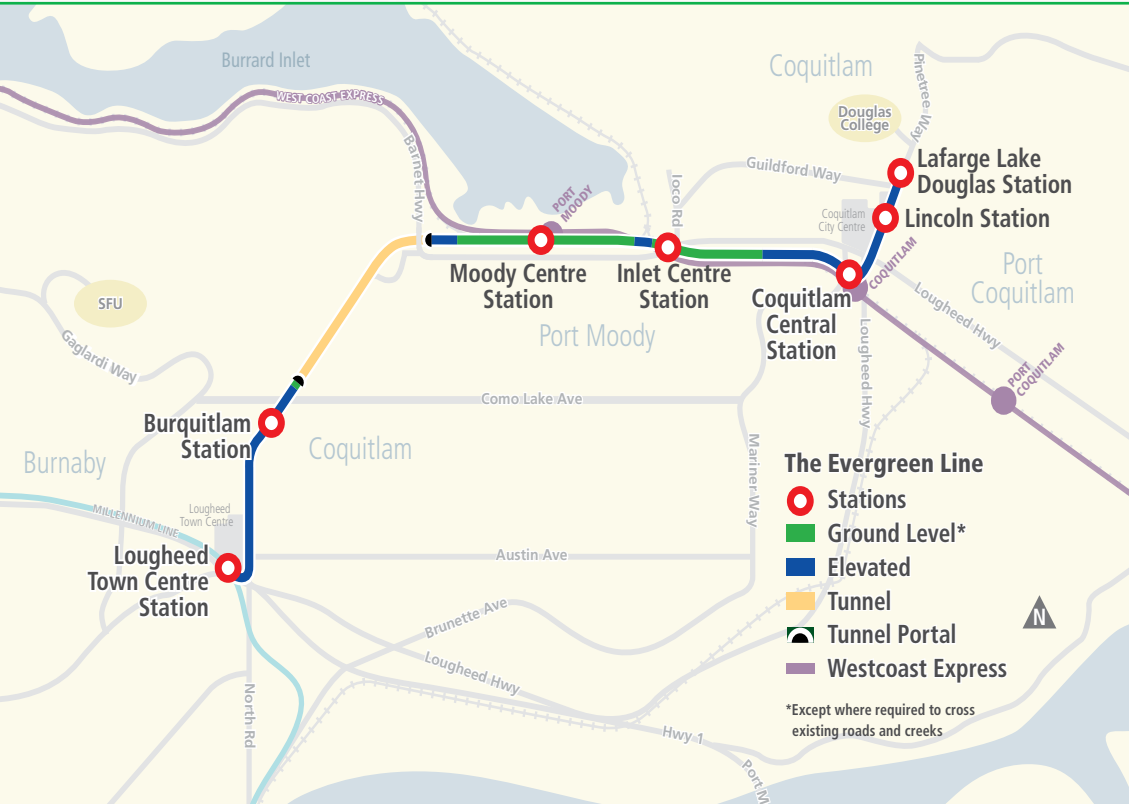 Burrard Inlet
WEST COAST EXPRESS
Coquitlam
Pinetree Way
Douglas
College
Barnet Hwy
Guildford Way
Ioco Rd
PORT
MOODY
Lafarge Lake
Douglas Station
Coquitlam
City Centre
Lincoln Station
COQUITLAM
Moody Centre
Station
Inlet Centre
Station
Port
Coquitlam
SFU
Coquitlam
Central
Station
Lougheed Hwy
Port Moody
Gaglardi Way
Lougheed Hwy
PORT
COQUITLAM
Como Lake Ave
Burquitlam
Station
Coquitlam
Burnaby
Mariner Way
MILLENNIUM LINE
Lougheed
Town Centre
Lougheed
Town Centre
Station
Austin Ave
Brunette Ave
Lougheed Hwy
North Rd
Hwy 1
Port M
The Evergreen Line
Stations
Ground Level*
Elevated
Tunnel
Tunnel Portal
Westcoast Express
N
*Except where required to cross
existing roads and creeks